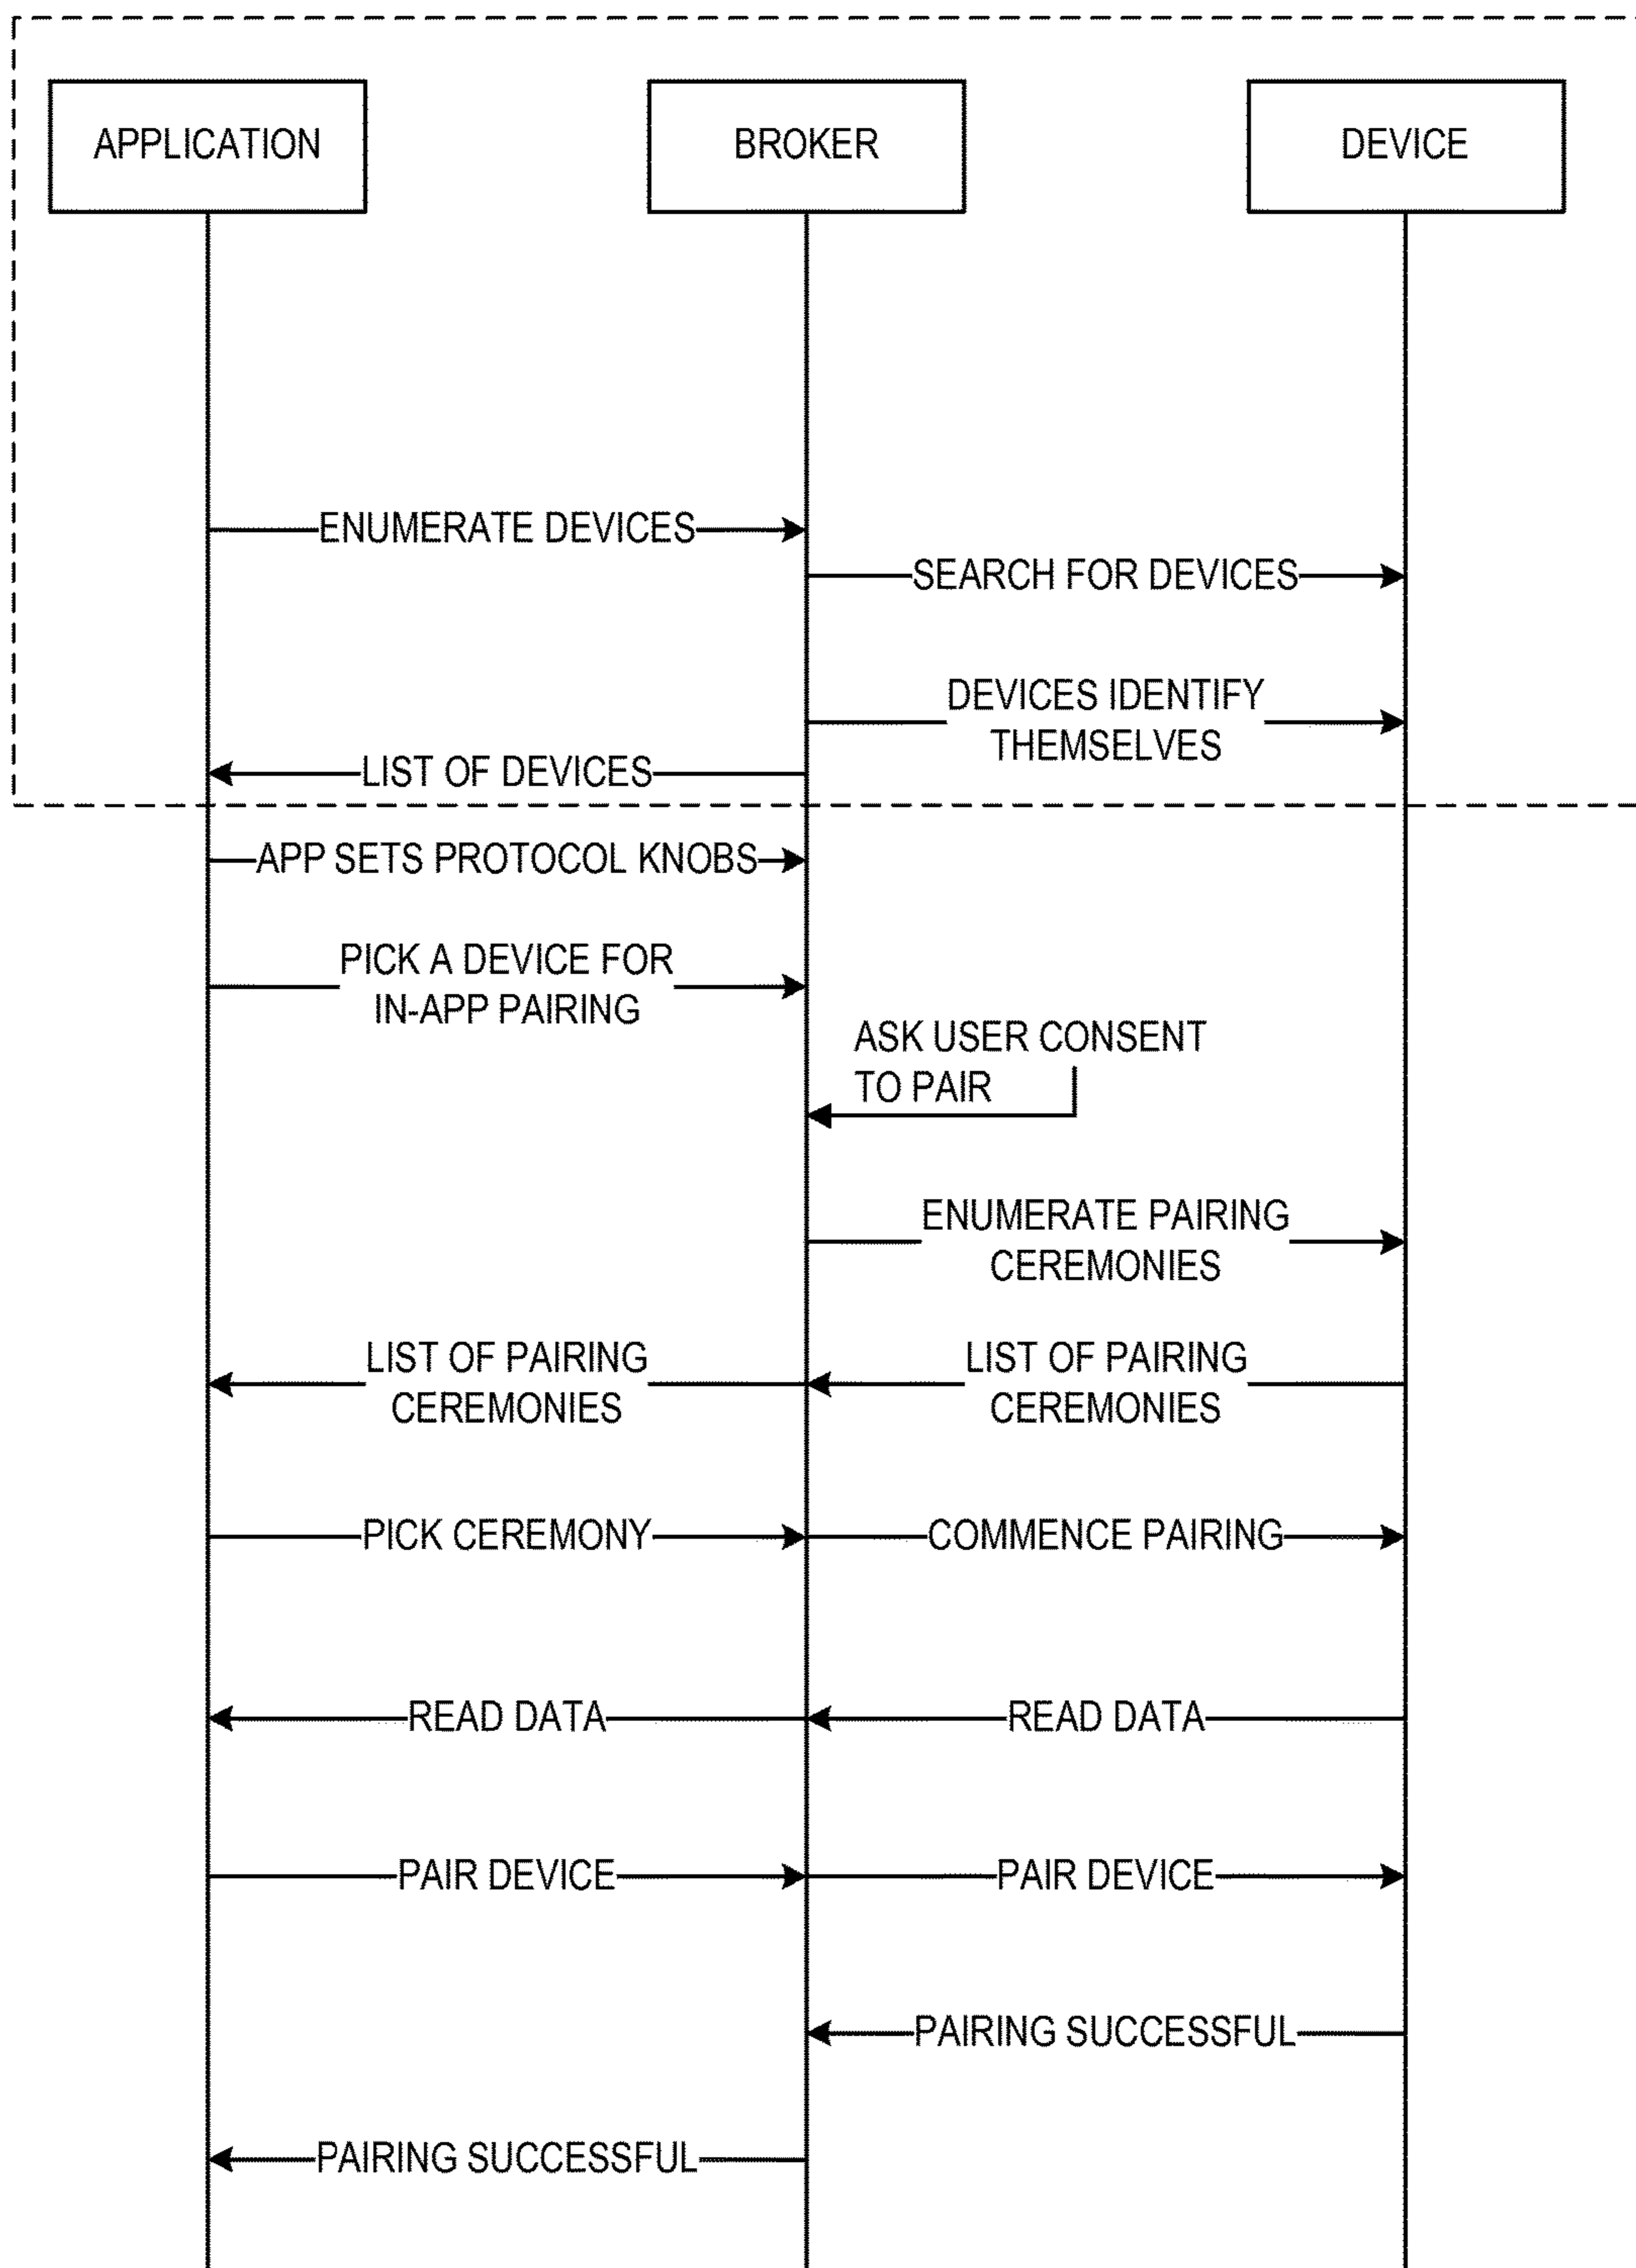 APPLICATION
BROKER
DEVICE
ENUMERATE DEVICES
SEARCH FOR DEVICES
DEVICES IDENTIFY
THEMSELVES
LIST OF DEVICES
APP SETS PROTOCOL KNOBS
PICK A DEVICE FOR
IN-APP PAIRING
ASK USER CONSENT
TO PAIR
ENUMERATE PAIRING
CEREMONIES
LIST OF PAIRING
CEREMONIES
LIST OF PAIRING
CEREMONIES
PICK CEREMONY
COMMENCE PAIRING
READ DATA
READ DATA
PAIR DEVICE
PAIR DEVICE
PAIRING SUCCESSFUL
PAIRING SUCCESSFUL